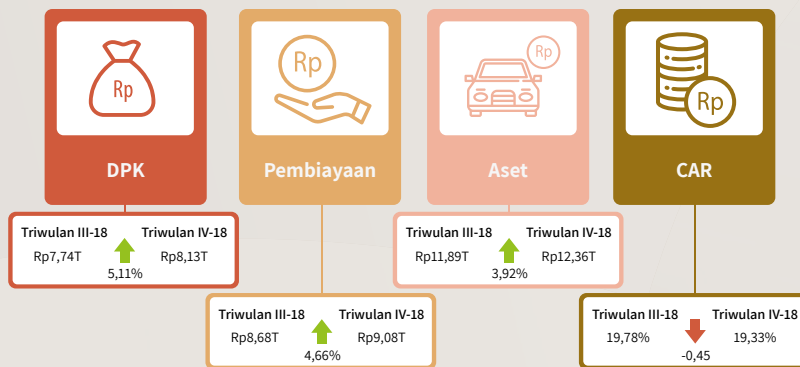 Rp
Rp
Rp
Rp
DPK
Pembiayaan
Aset
CAR
Triwulan III-18 Triwulan IV-18
Rp7,74T Rp8,13T
5,11%
Triwulan III-18 Triwulan IV-18
Rp8,68T Rp9,08T
4,66%
Triwulan III-18 Triwulan IV-18
Rp11,89T Rp12,36T
3,92%
Triwulan III-18 Triwulan IV-18
19,78% 19,33%
-0,45